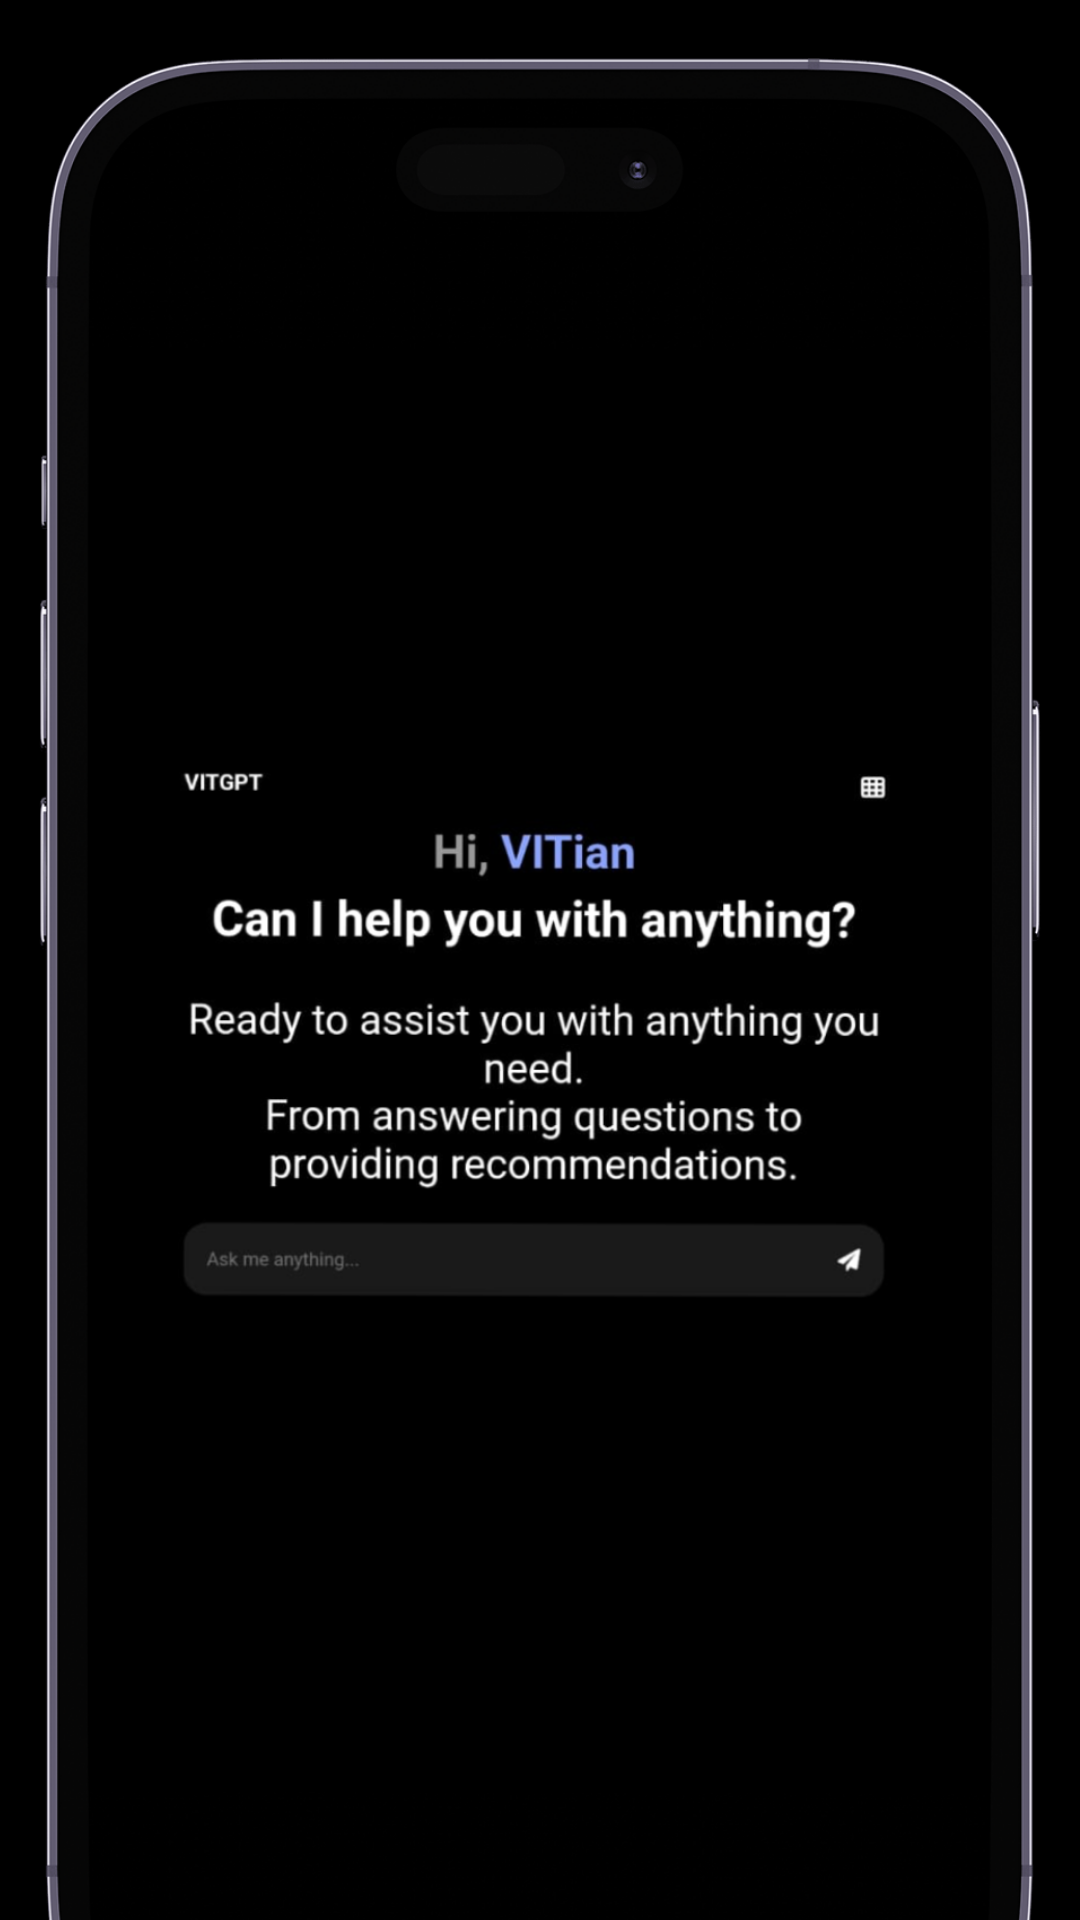 VITGPT
Hi, VITian
Can I help you with anything?
Ready to assist you with anything you
need.
From answering questions to
providing recommendations.
Ask me anything...